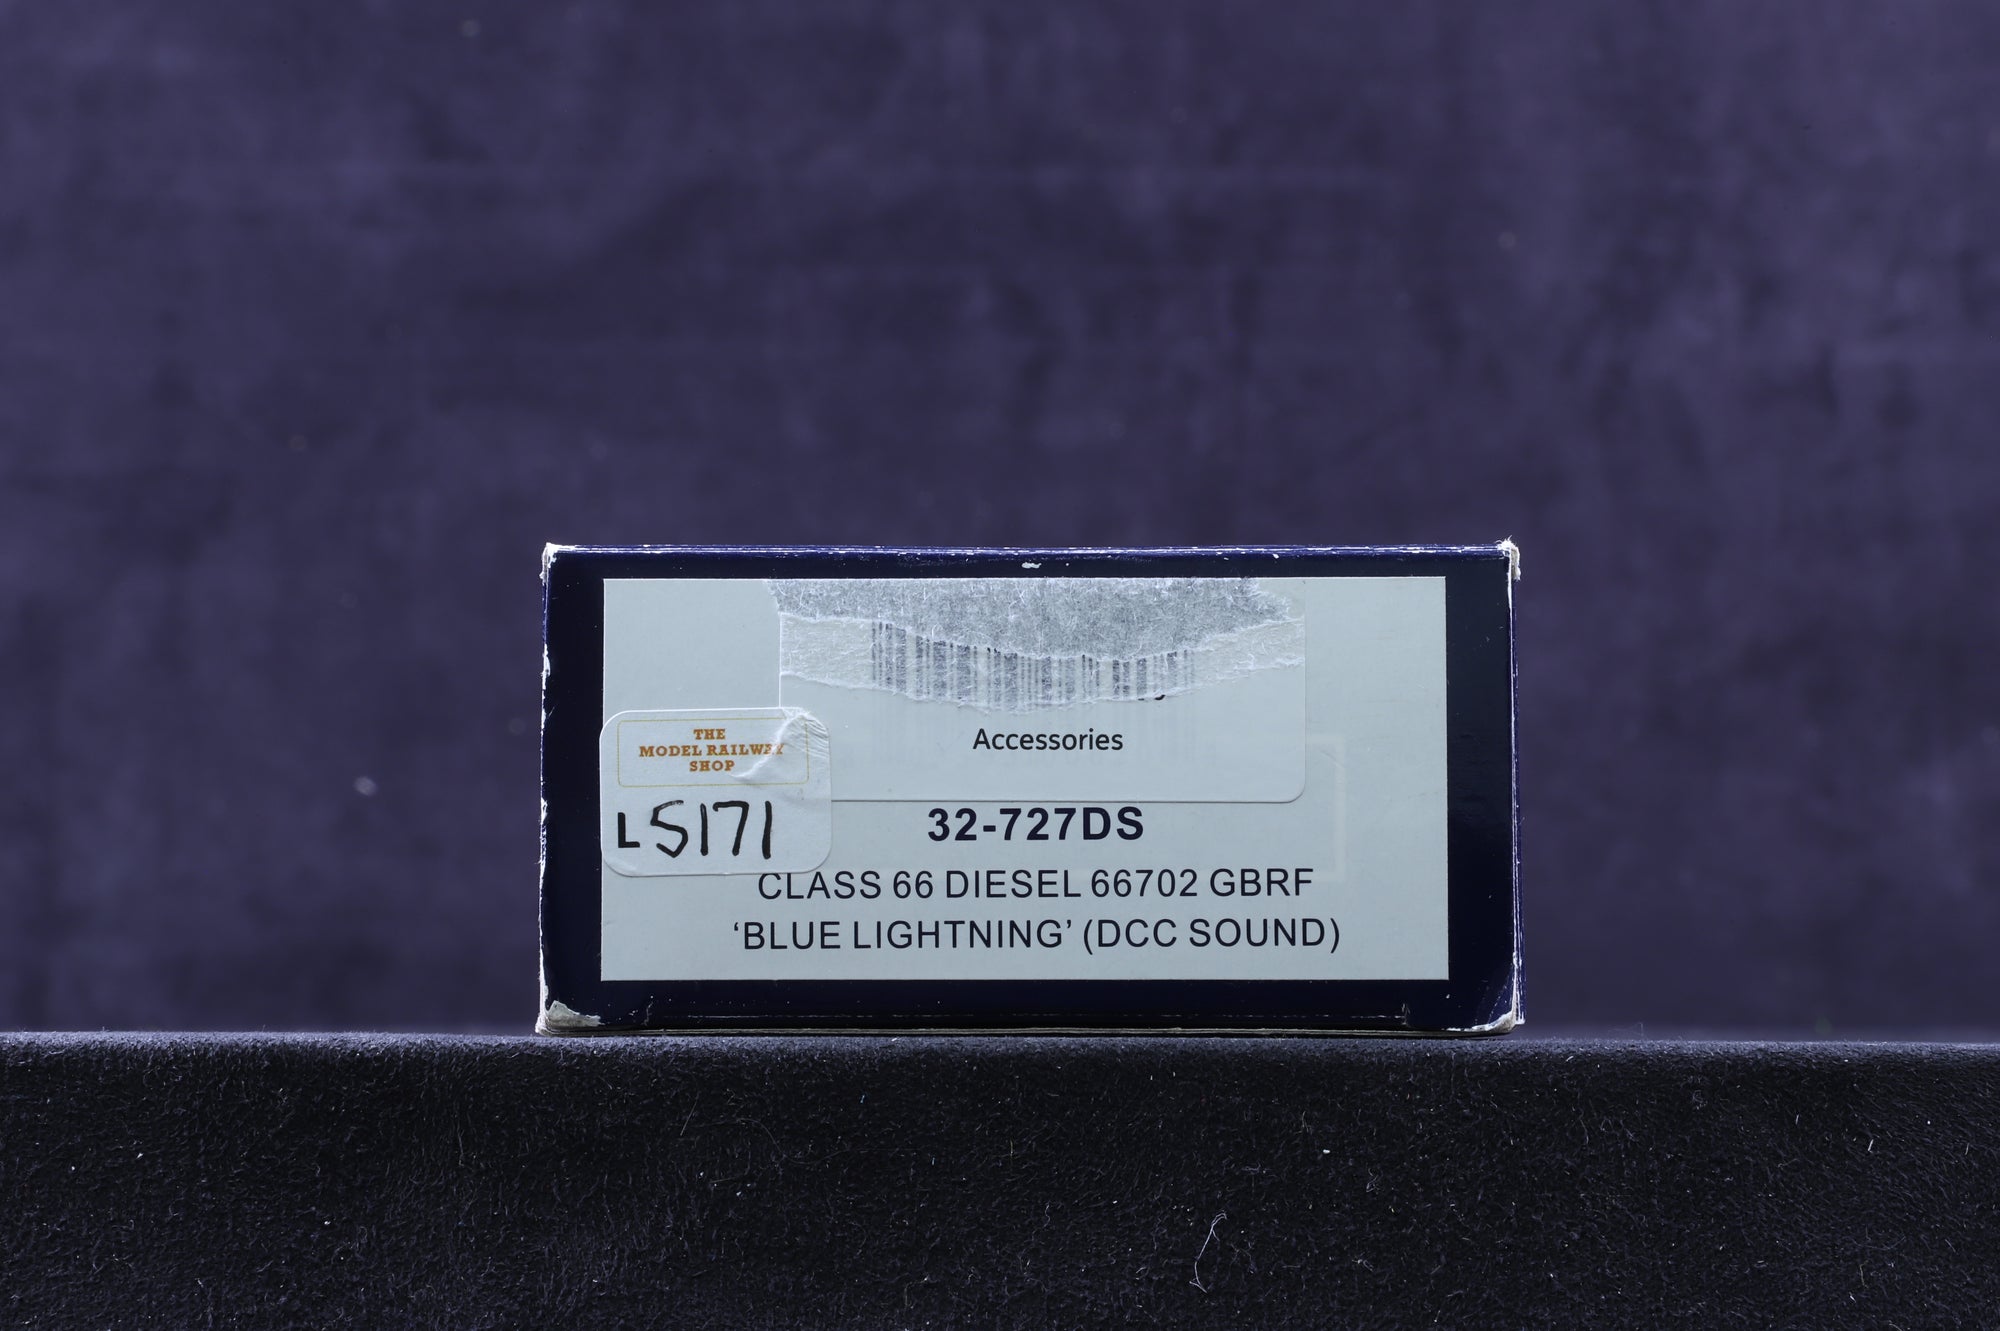 Accessories
THE
MODEL RAILWAY
SHOP
L5171
32-727DS
CLASS 66 DIESEL 66702 GBRF
‘BLUE LIGHTNING’ (DCC SOUND)